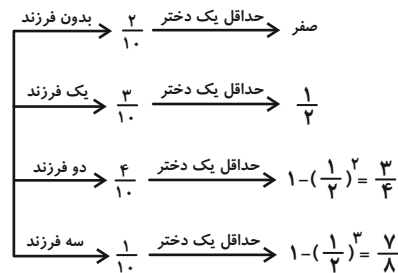 بدون فرزند ۲/۱۰ حداقل یک دختر صفر
یک فرزند ۳/۱۰ حداقل یک دختر ۱/۲
دو فرزند ۴/۱۰ حداقل یک دختر ۱-(۱/۲)^۲ = ۳/۴
سه فرزند ۱/۱۰ حداقل یک دختر ۱-(۱/۲)^۳ = ۷/۸